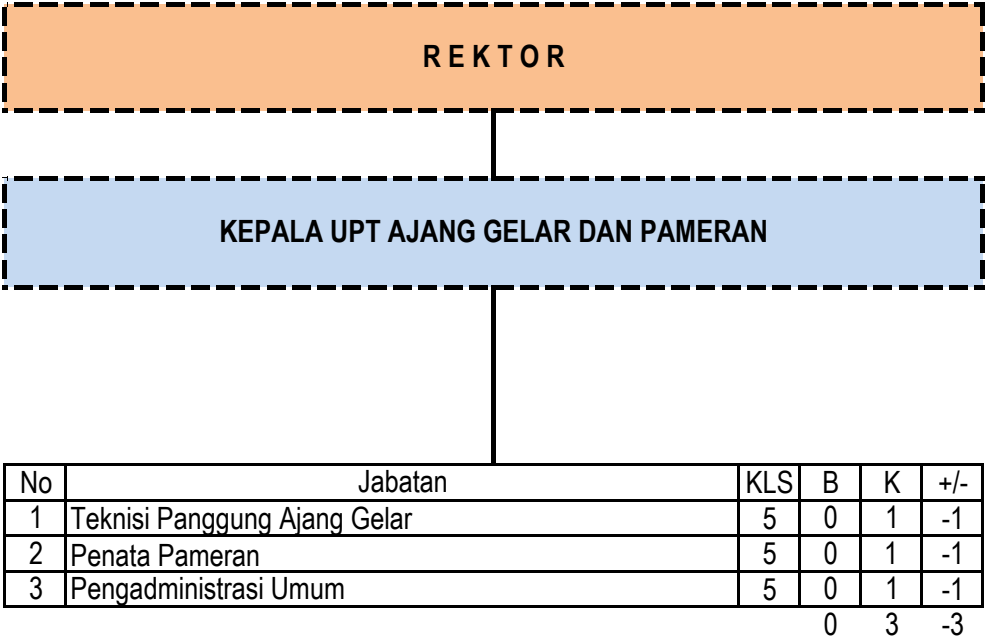 R E K T O R
KEPALA UPT AJANG GELAR DAN PAMERAN
No Jabatan KLS B K +/-
1 Teknisi Panggung Ajang Gelar 5 0 1 -1
2 Penata Pameran 5 0 1 -1
3 Pengadministrasi Umum 5 0 1 -1
0 3 -3